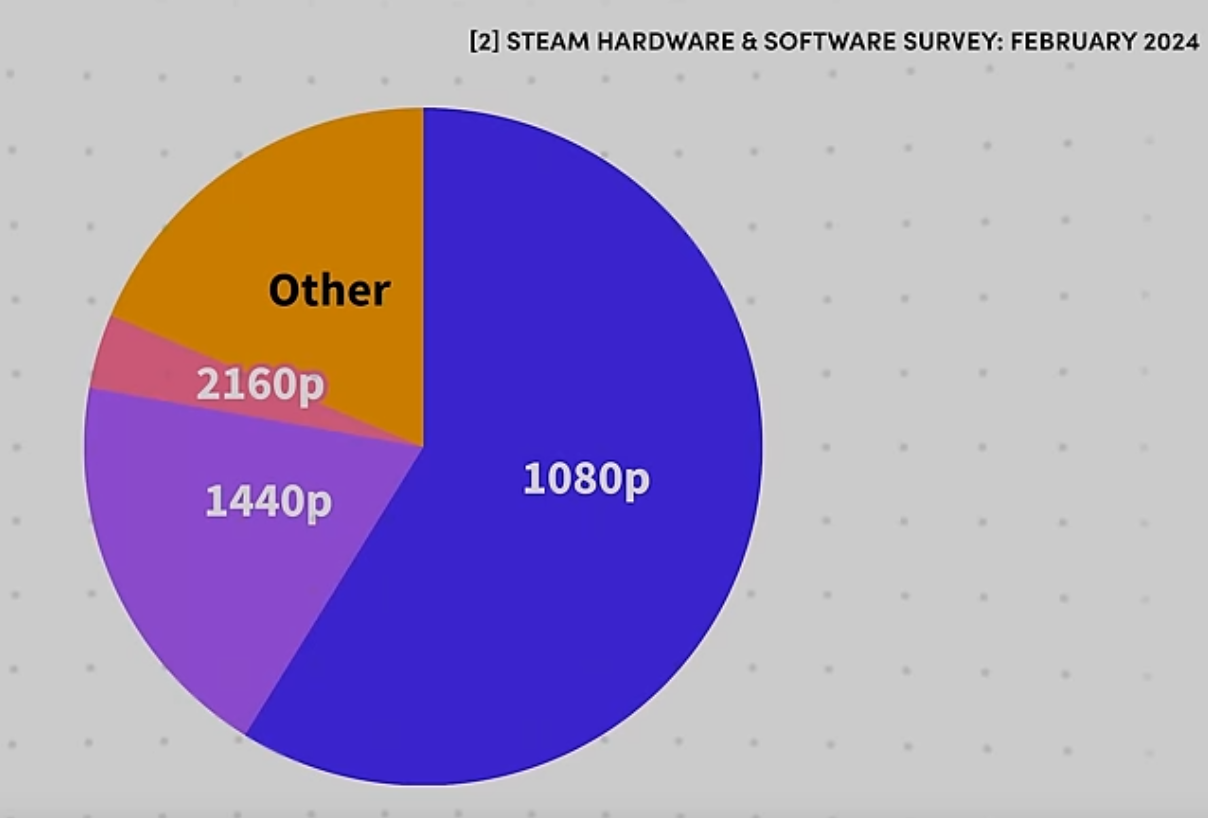 [2] STEAM HARDWARE & SOFTWARE SURVEY: FEBRUARY 2024
Other
2160p
1080p
1440p